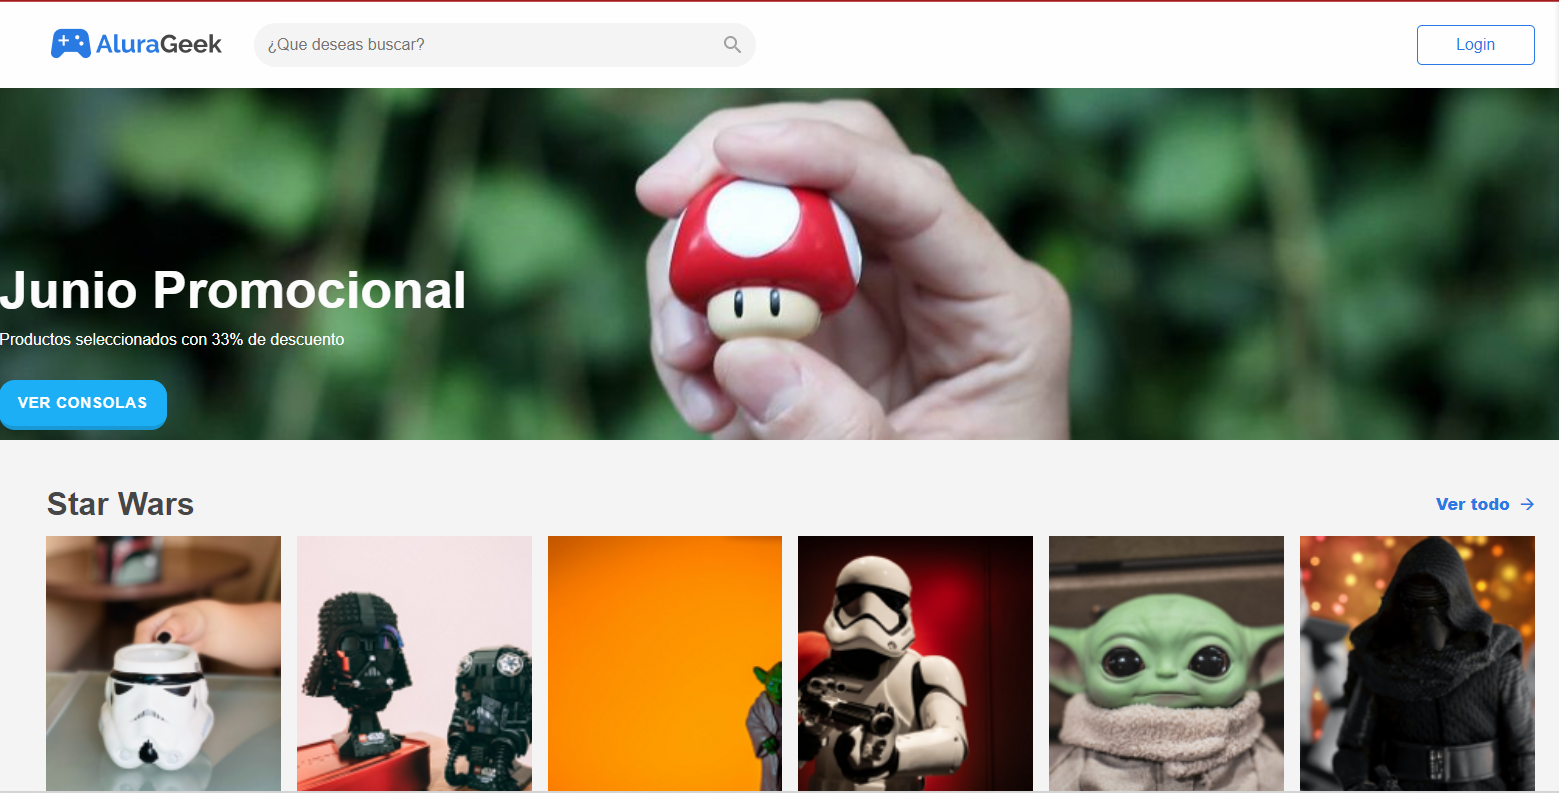 AluraGeek
¿Que deseas buscar?
Login
Junio Promocional
Productos seleccionados con 33% de descuento
VER CONSOLAS
Star Wars
Ver todo